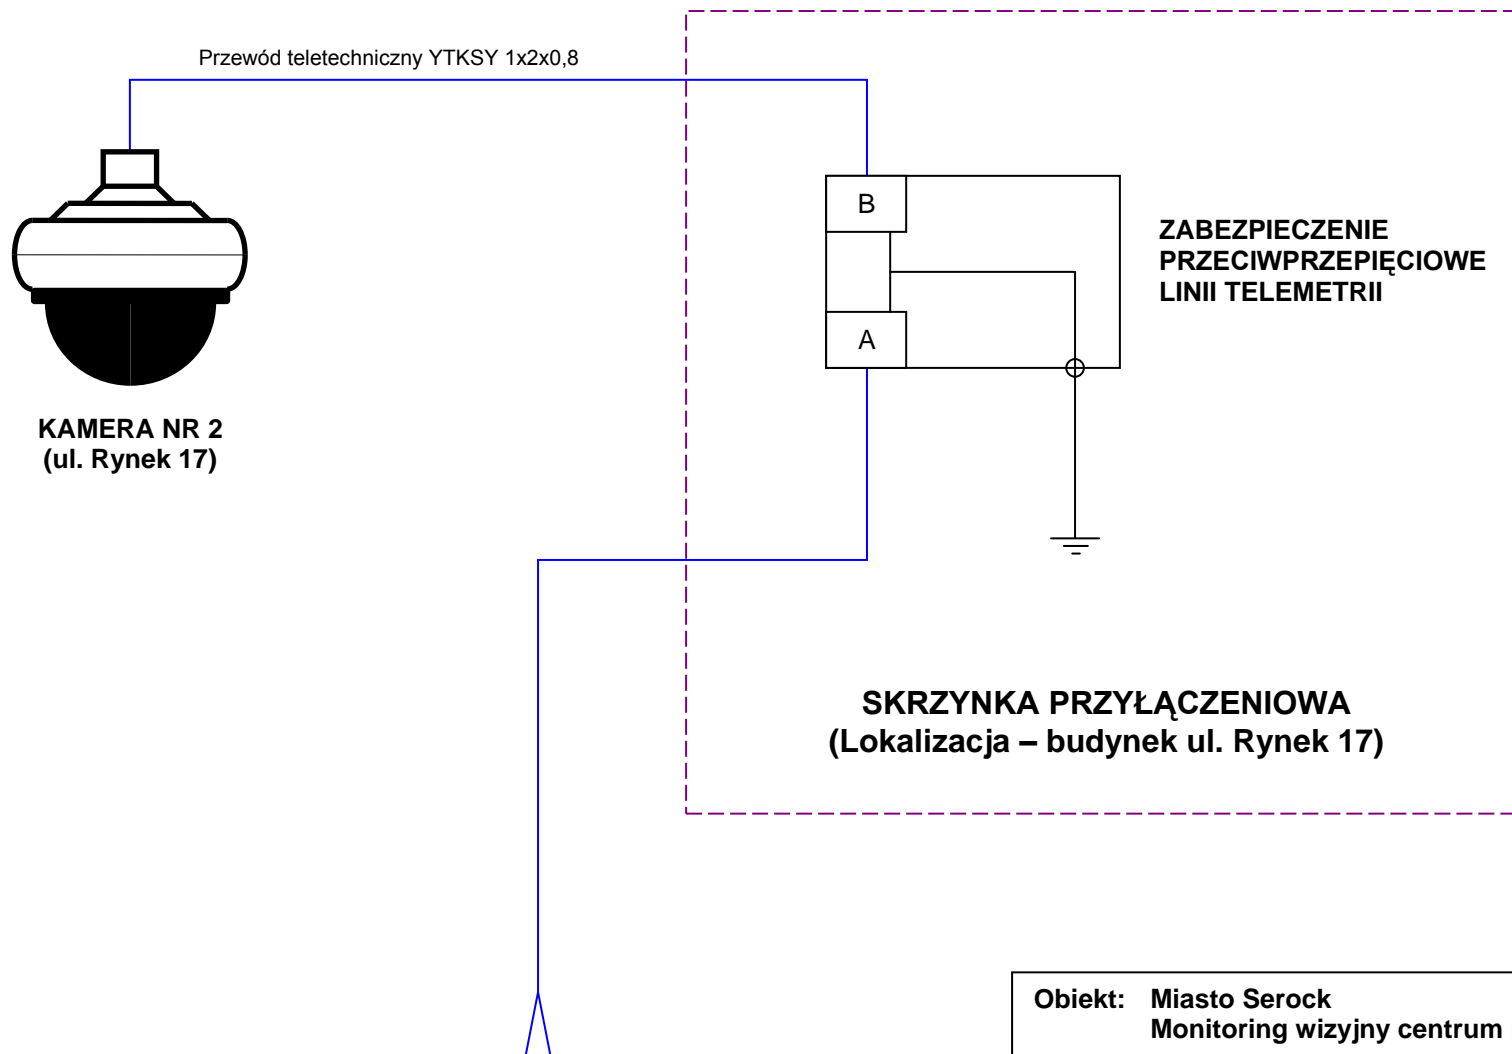 Przewód teletechniczny YTKSY 1x2x0,8
B
A
ZABEZPIECZENIE
PRZECIWPRZEPIĘCIOWE
LINII TELEMETRII
KAMERA NR 2
(ul. Rynek 17)
SKRZYNKA PRZYŁĄCZENIOWA
(Lokalizacja – budynek ul. Rynek 17)
Obiekt: Miasto Serock
Monitoring wizyjny centrum